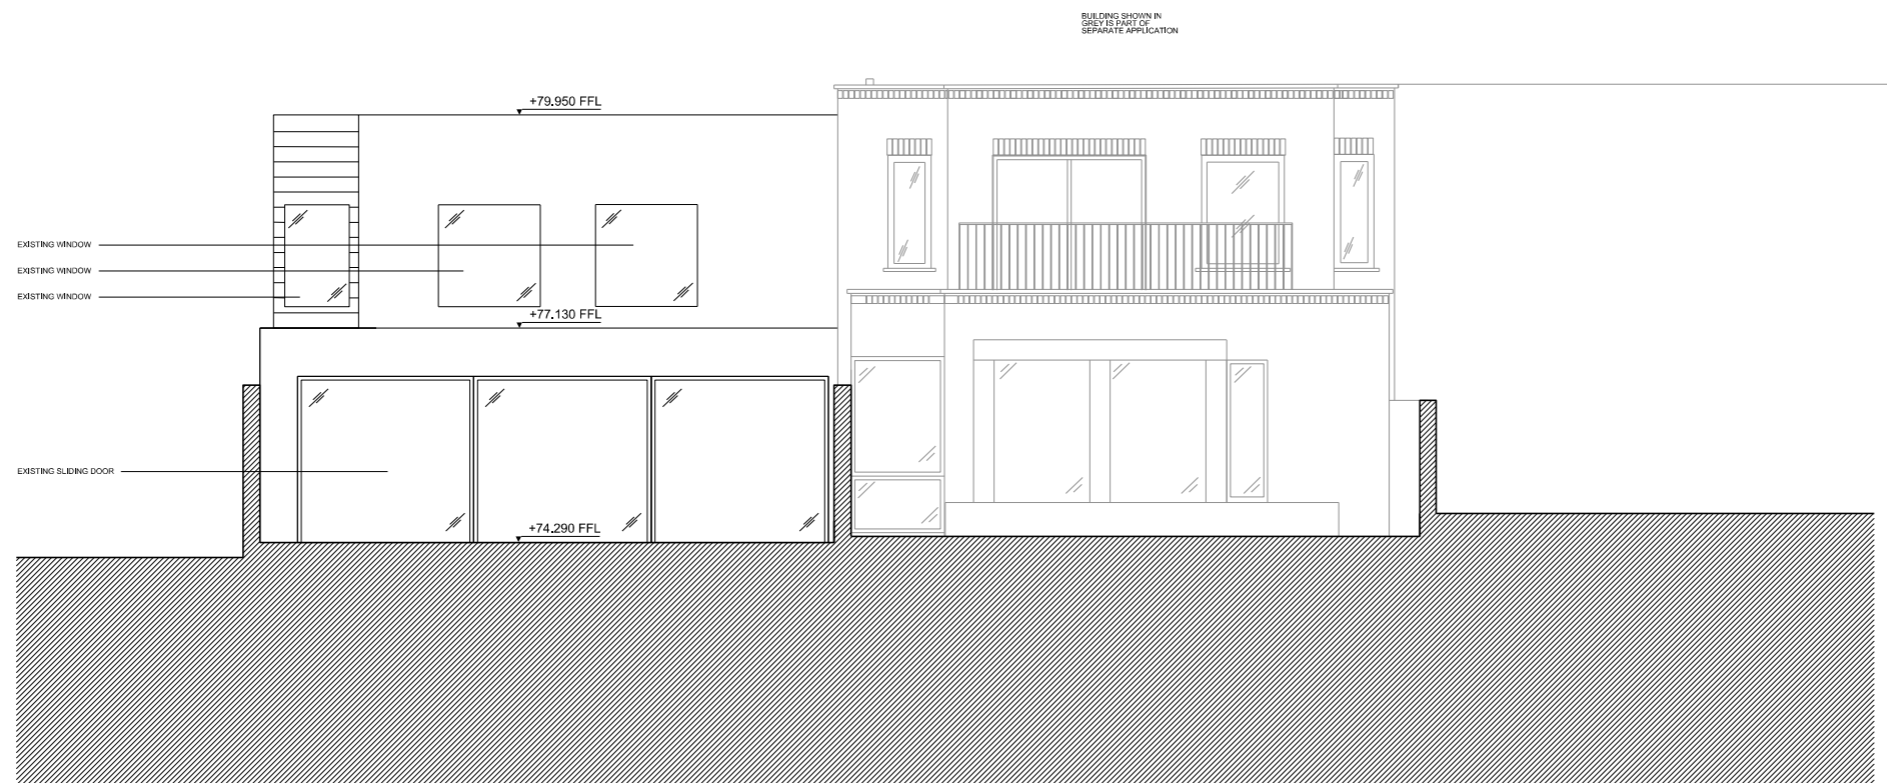 BUILDING SHOWN IN
GREY IS PART OF
SEPARATE APPLICATION
+79.950 FFL
EXISTING WINDOW
EXISTING WINDOW
EXISTING WINDOW
+77.130 FFL
EXISTING SLIDING DOOR
+74.290 FFL